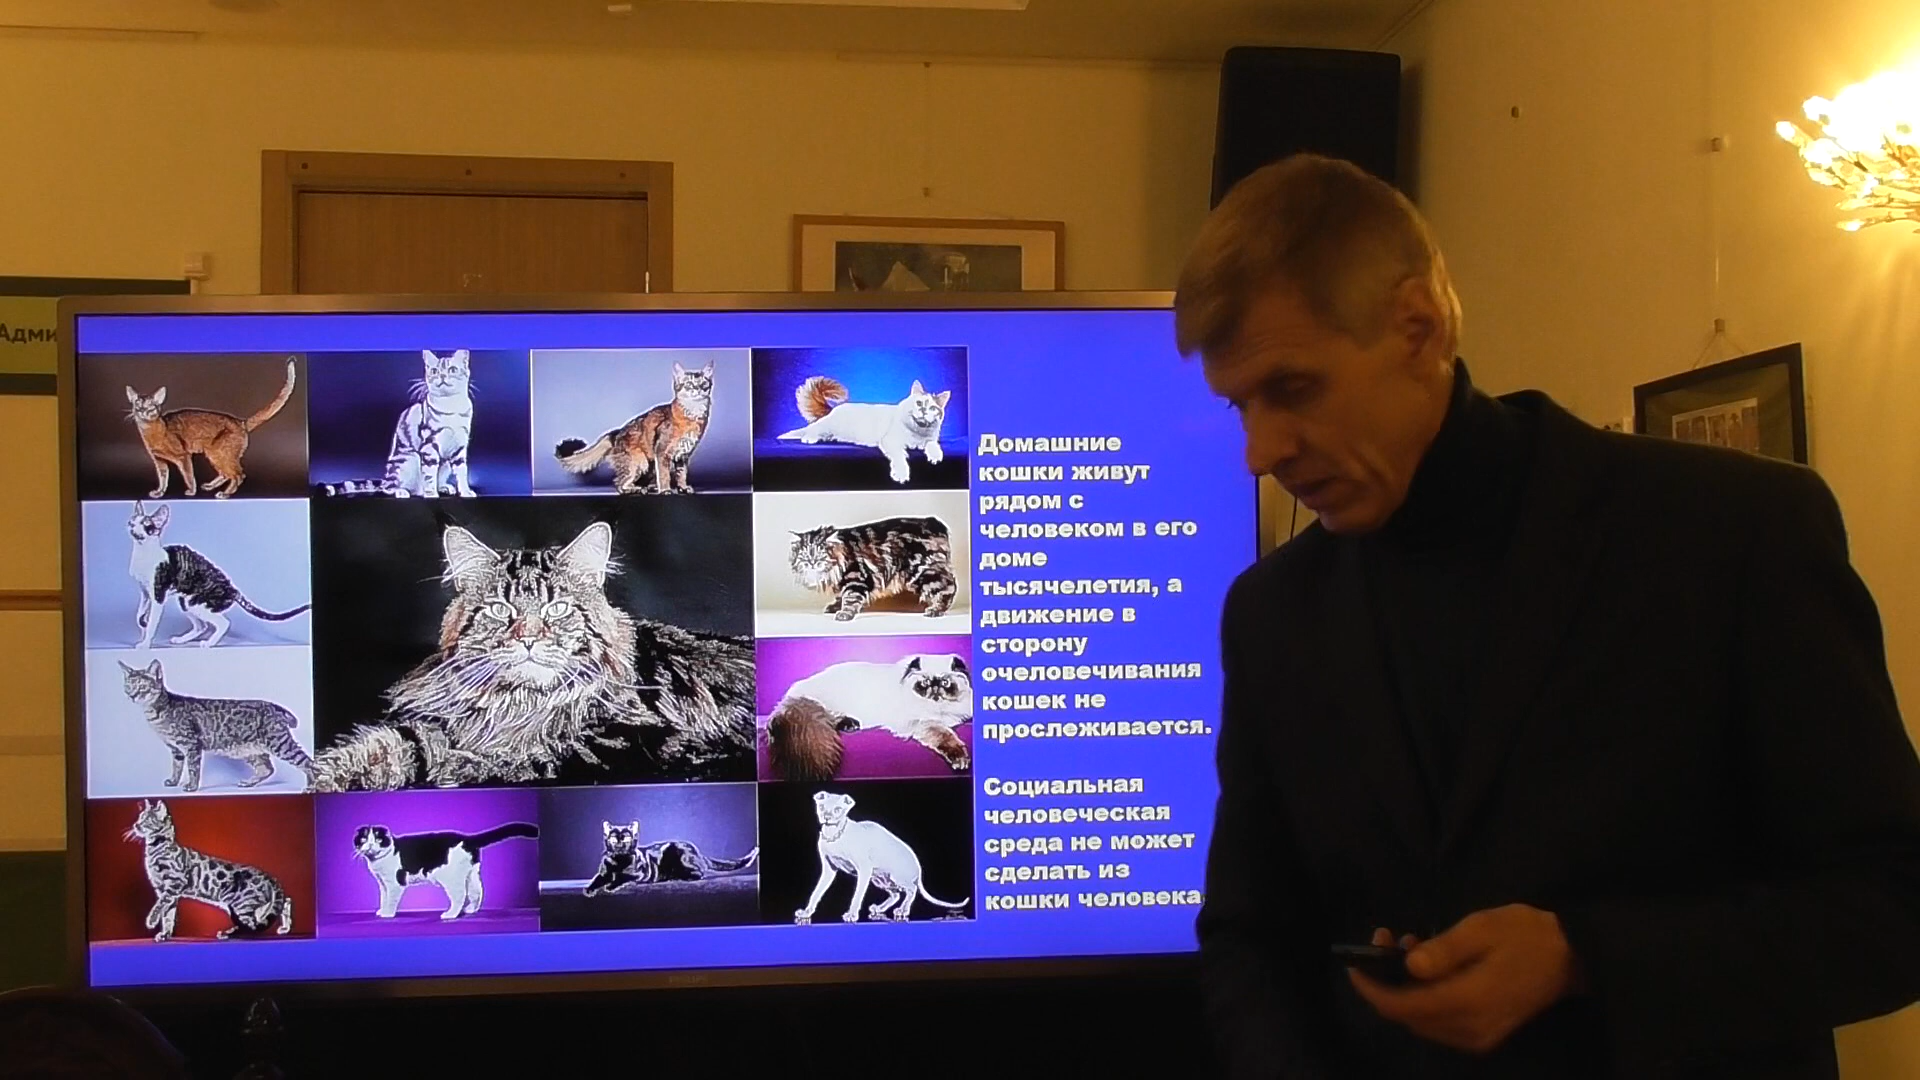 Адми
Домашние
кошки живут
рядом с
человеком в его
доме
тысячелетия, а
движение в
сторону
очеловечивания
кошек не
прослеживается.
Социальная
человеческая
среда не может
сделать из
кошки человека